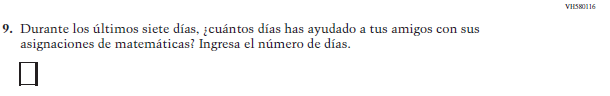 VH580116
9. Durante los últimos siete días, ¿cuántos días has ayudado a tus amigos con sus
asignaciones de matemáticas? Ingresa el número de días.